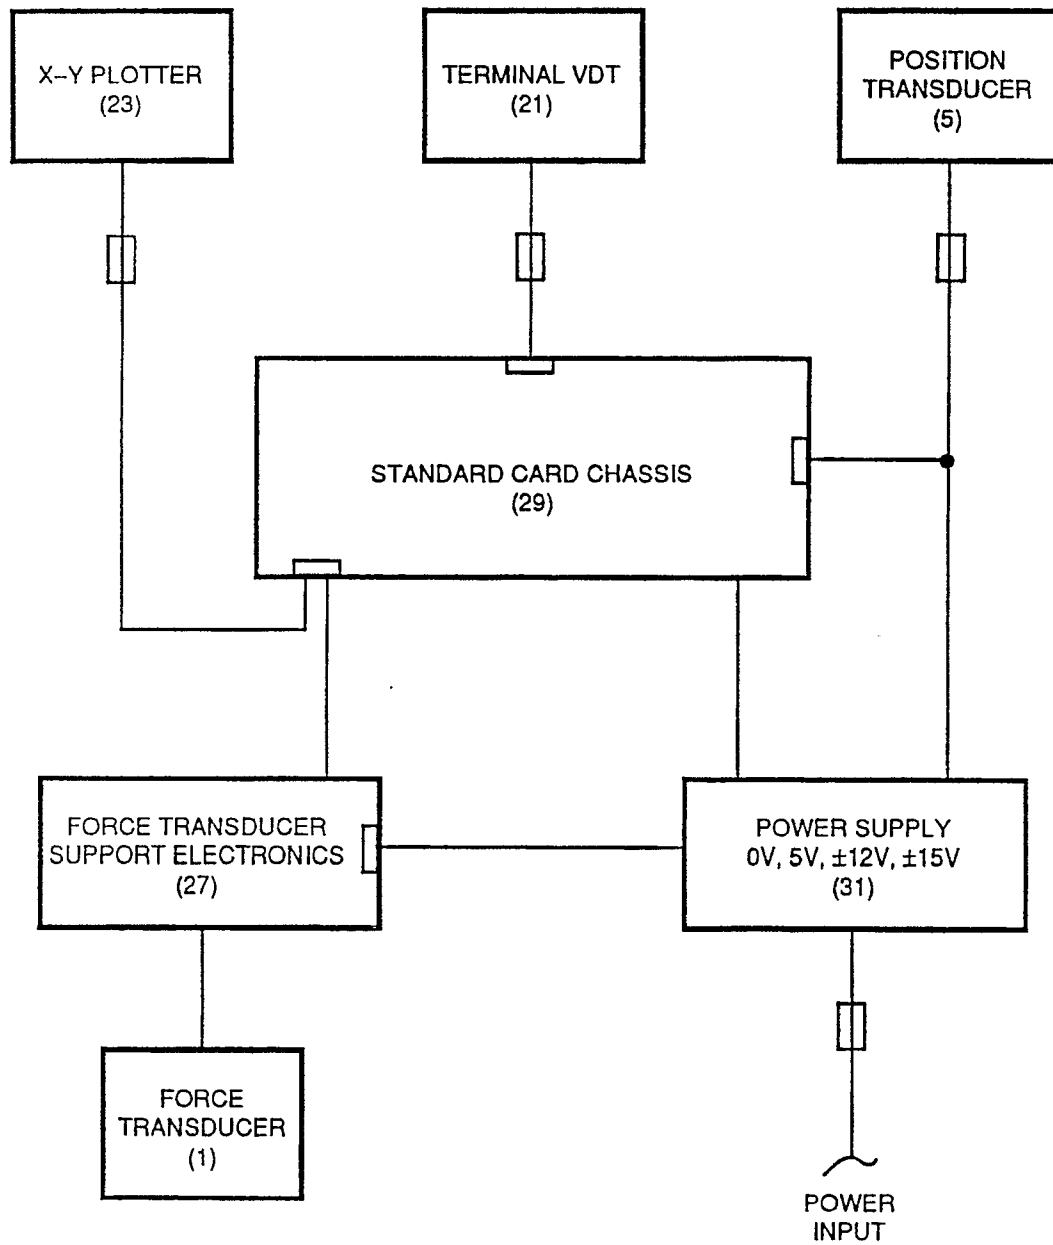 X-Y PLOTTER
(23)
TERMINAL VDT
(21)
POSITION
TRANSDUCER
(5)
STANDARD CARD CHASSIS
(29)
FORCE TRANSDUCER
SUPPORT ELECTRONICS
(27)
POWER SUPPLY
0V, 5V, ±12V, ±15V
(31)
FORCE
TRANSDUCER
(1)
POWER
INPUT